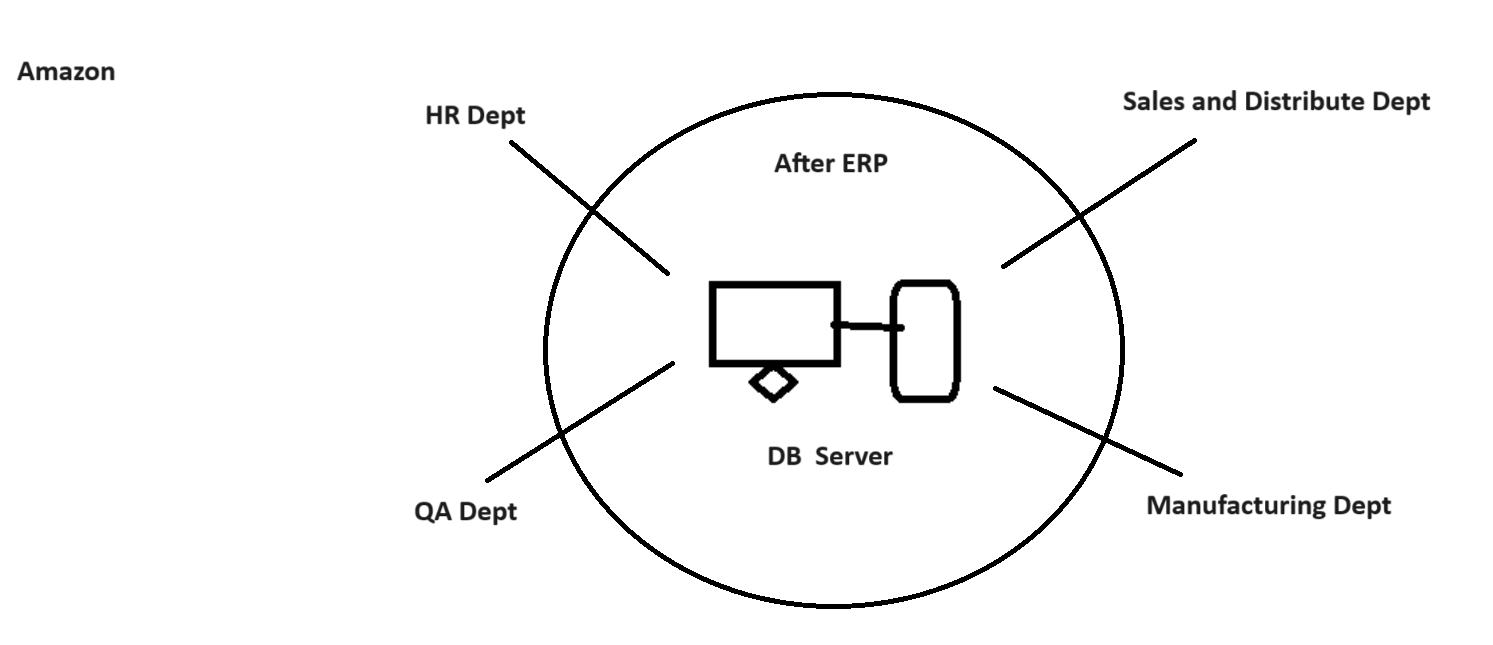 Amazon
HR Dept
Sales and Distribute Dept
After ERP
DB  Server
QA Dept
Manufacturing Dept